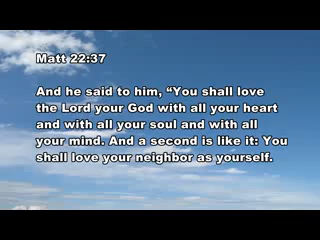 Matt 22:37
And he said to him, “You shall love
the Lord your God with all your heart
and with all your soul and with all
your mind. And a second is like it: You
shall love your neighbor as yourself.